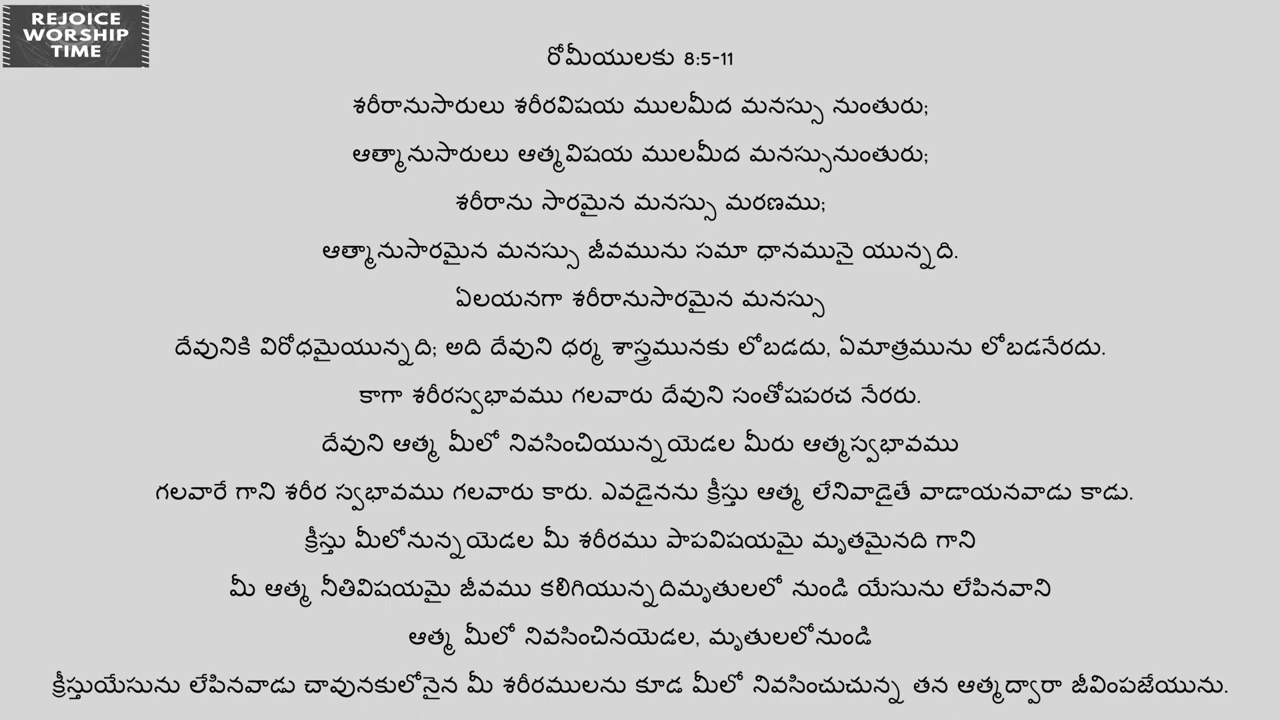 REJOICE
WORSHIP
TIME
రోమీయులకు 8:5-11
శరీరానుసారులు శరీరవిషయ ములమీద మనస్సు నుంతురు;
ఆత్మానుసారులు ఆత్మవిషయ ములమీద మనస్సునుంతురు;
శరీరాను సారమైన మనస్సు మరణము;
ఆత్మానుసారమైన మనస్సు జీవమును సమా ధానమునై యున్నది.
ఏలయనగా శరీరానుసారమైన మనస్సు
దేవునికి విరోధమైయున్నది; అది దేవుని ధర్మ శాస్త్రమునకు లోబడదు, ఏమాత్రమును లోబడనేరదు.
కాగా శరీరస్వభావము గలవారు దేవుని సంతోషపరచ నేరరు.
దేవుని ఆత్మ మీలో నివసించియున్నయెడల మీరు ఆత్మస్వభావము
గలవారే గాని శరీర స్వభావము గలవారు కారు. ఎవడైనను క్రీస్తు ఆత్మ లేనివాడైతే వాడాయనవాడు కాడు.
క్రీస్తు మీలోనున్నయెడల మీ శరీరము పాపవిషయమై మృతమైనది గాని
మీ ఆత్మ నీతివిషయమై జీవము కలిగియున్నదిమృతులలో నుండి యేసును లేపినవాని
ఆత్మ మీలో నివసించినయెడల, మృతులలోనుండి
క్రీస్తుయేసును లేపినవాడు చావునకులోనైన మీ శరీరములను కూడ మీలో నివసించుచున్న తన ఆత్మద్వారా జీవింపజేయును.